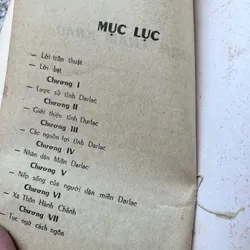 MỤC LỤC
— Lời trần thuật
— Lời bạt
Chương I
— Lược sử tỉnh Darlac
Chương II
— Giới thiệu tỉnh Darlac
Chương III
— Các nguồn lợi tỉnh Darlac
Chương IV
— Nhân dân Miền Darlac
Chương V
— Nếp sống của người dân miền Darlac
Chương VI
— Xã Thôn Hành Chánh
Chương VII
— Tục ngữ cách ngôn